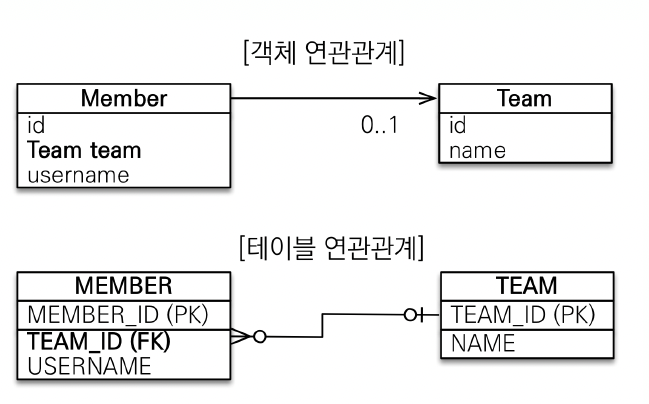 [객체 연관관계]
Member
id
Team team
username
0..1
Team
id
name
[테이블 연관관계]
MEMBER
MEMBER_ID (PK)
TEAM_ID (FK)
USERNAME
TEAM
TEAM_ID (PK)
NAME